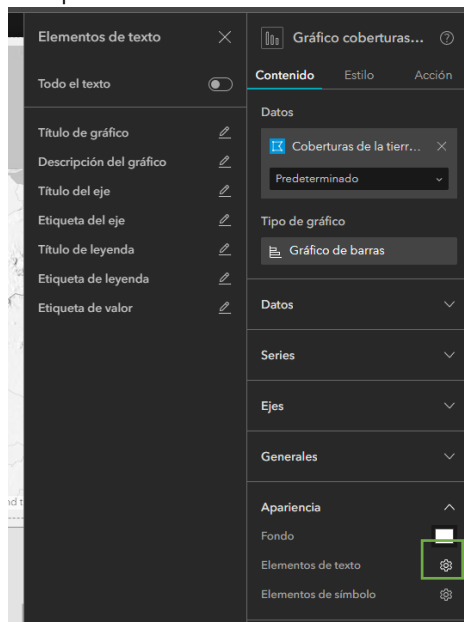 Elementos de texto
Todo el texto
Título de gráfico
Descripción del gráfico
Título del eje
Etiqueta del eje
Título de leyenda
Etiqueta de leyenda
Etiqueta de valor
Gráfico coberturas...
Contenido Estilo Acción
Datos
Coberturas de la tierr...
Predeterminado
Tipo de gráfico
Gráfico de barras
Datos
Series
Ejes
Generales
Apariencia
Fondo
Elementos de texto
Elementos de símbolo